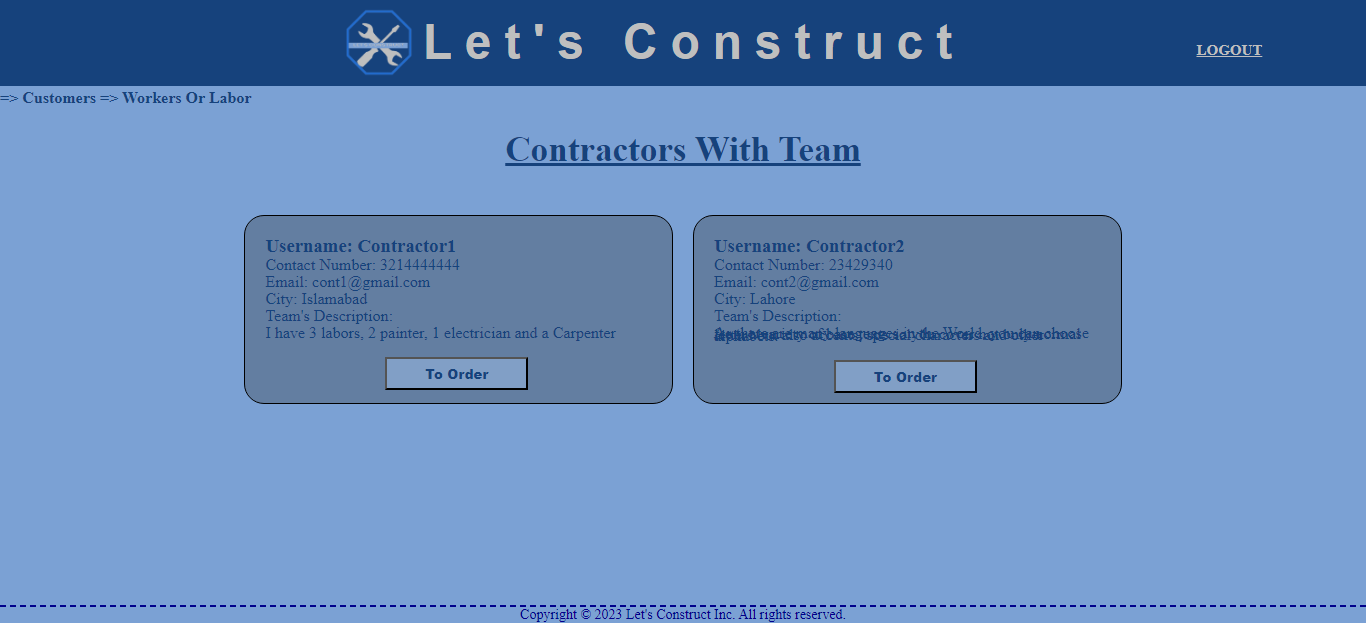 Let's Construct
LOGOUT
=> Customers => Workers Or Labor
Contractors With Team
Username: Contractor1
Contact Number: 3214444444
Email: cont1@gmail.com
City: Islamabad
Team's Description:
I have 3 labors, 2 painter, 1 electrician and a Carpenter
To Order
Username: Contractor2
Contact Number: 23429340
Email: cont2@gmail.com
City: Lahore
Team's Description:
To Order
Copyright © 2023 Let's Construct Inc. All rights reserved.